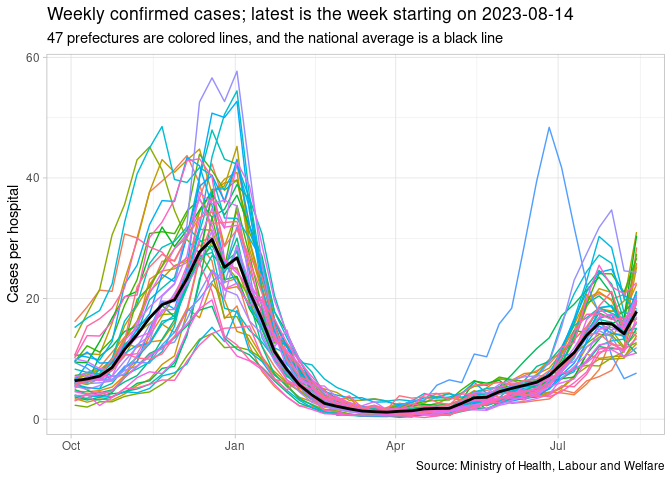 Weekly confirmed cases; latest is the week starting on 2023-08-14
47 prefectures are colored lines, and the national average is a black line
60
40
20
0
Cases per hospital
Oct
Jan
Apr
Jul
Source: Ministry of Health, Labour and Welfare